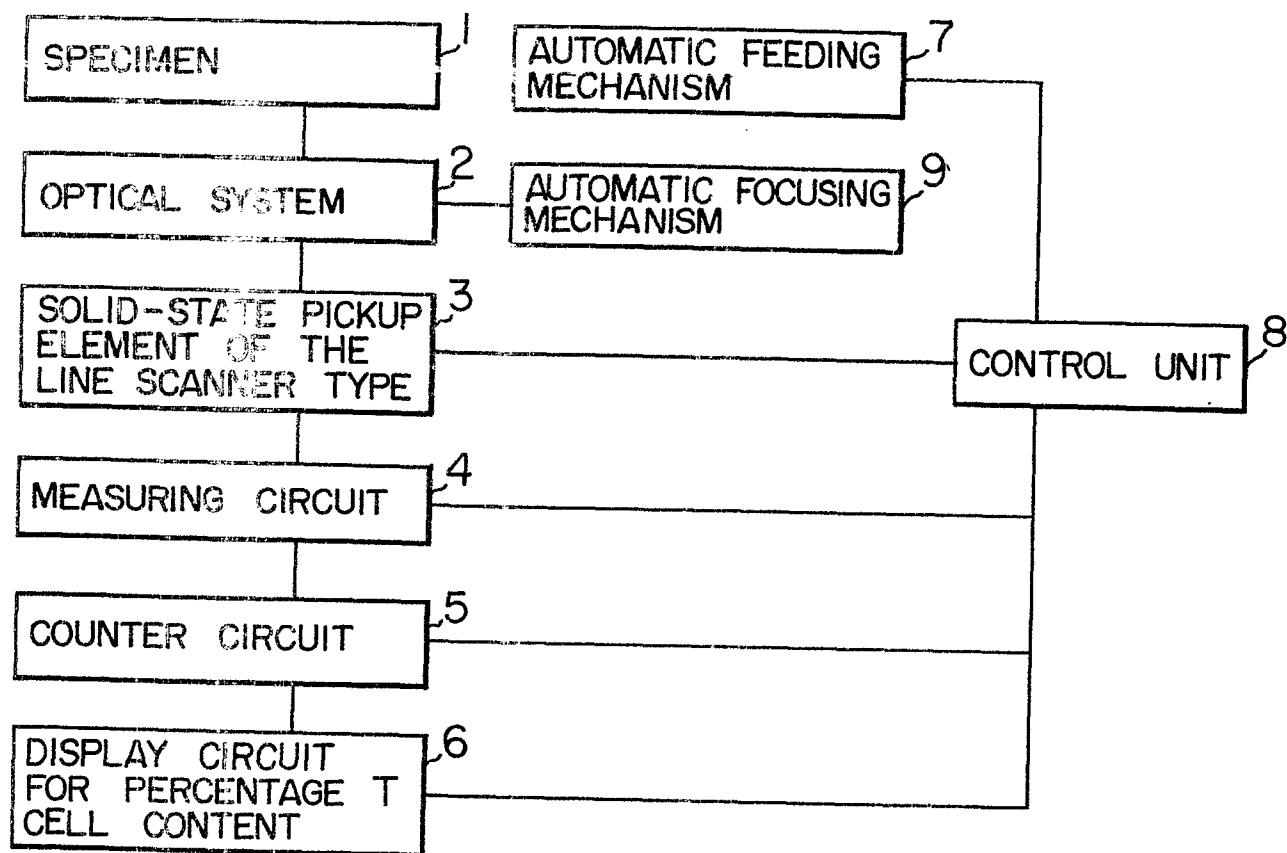 SPECIMEN
1
AUTOMATIC FEEDING
MECHANISM
7
OPTICAL SYSTEM
2
AUTOMATIC FOCUSING
MECHANISM
9
SOLID-STATE PICKUP
ELEMENT OF THE
LINE SCANNER TYPE
3
CONTROL UNIT
8
MEASURING CIRCUIT
4
COUNTER CIRCUIT
5
DISPLAY CIRCUIT
FOR PERCENTAGE T
CELL CONTENT
6